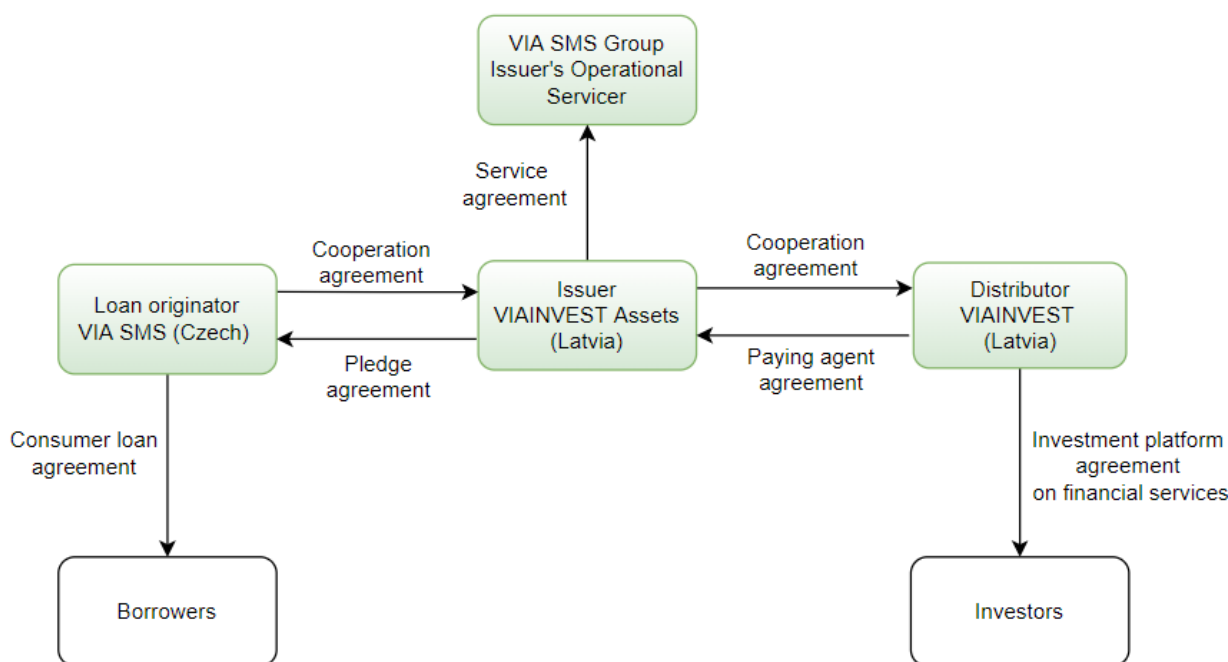 VIA SMS Group
Issuer's Operational
Servicer
Service
agreement
Cooperation
agreement
Cooperation
agreement
Loan originator
VIA SMS (Czech)
Issuer
VIAINVEST Assets
(Latvia)
Distributor
VIAINVEST
(Latvia)
Pledge
agreement
Paying agent
agreement
Consumer loan
agreement
Investment platform
agreement
on financial services
Borrowers
Investors